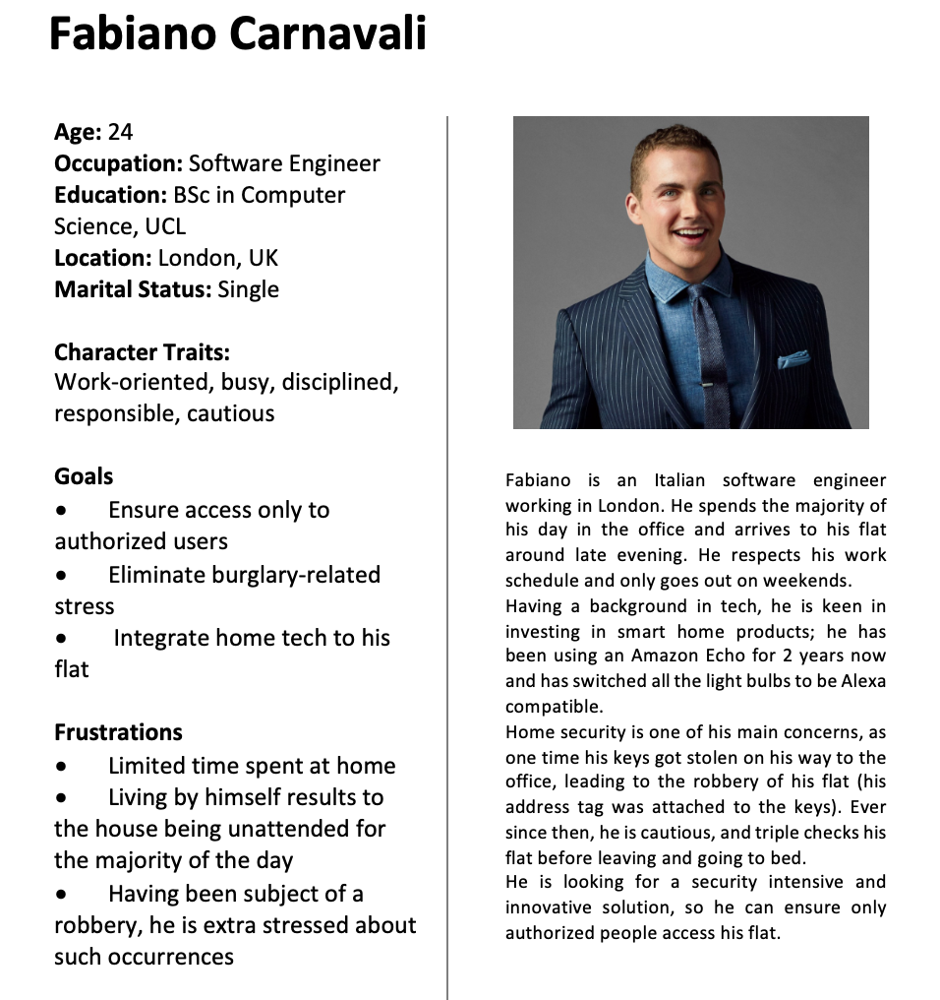 Fabiano Carnavali
Age: 24
Occupation: Software Engineer
Education: BSc in Computer
Science, UCL
Location: London, UK
Marital Status: Single
Character Traits:
Work-oriented, busy, disciplined,
responsible, cautious
Goals
• Ensure access only to
authorized users
• Eliminate burglary-related
stress
• Integrate home tech to his
flat
Frustrations
• Limited time spent at home
• Living by himself results to
the house being unattended for
the majority of the day
• Having been subject of a
robbery, he is extra stressed about
such occurrences
Fabiano is an Italian software engineer
working in London. He spends the majority of
his day in the office and arrives to his flat
around late evening. He respects his work
schedule and only goes out on weekends.
Having a background in tech, he is keen in
investing in smart home products; he has
been using an Amazon Echo for 2 years now
and has switched all the light bulbs to be Alexa
compatible.
Home security is one of his main concerns, as
one time his keys got stolen on his way to the
office, leading to the robbery of his flat (his
address tag was attached to the keys). Ever
since then, he is cautious, and triple checks his
flat before leaving and going to bed.
He is looking for a security intensive and
innovative solution, so he can ensure only
authorized people access his flat.